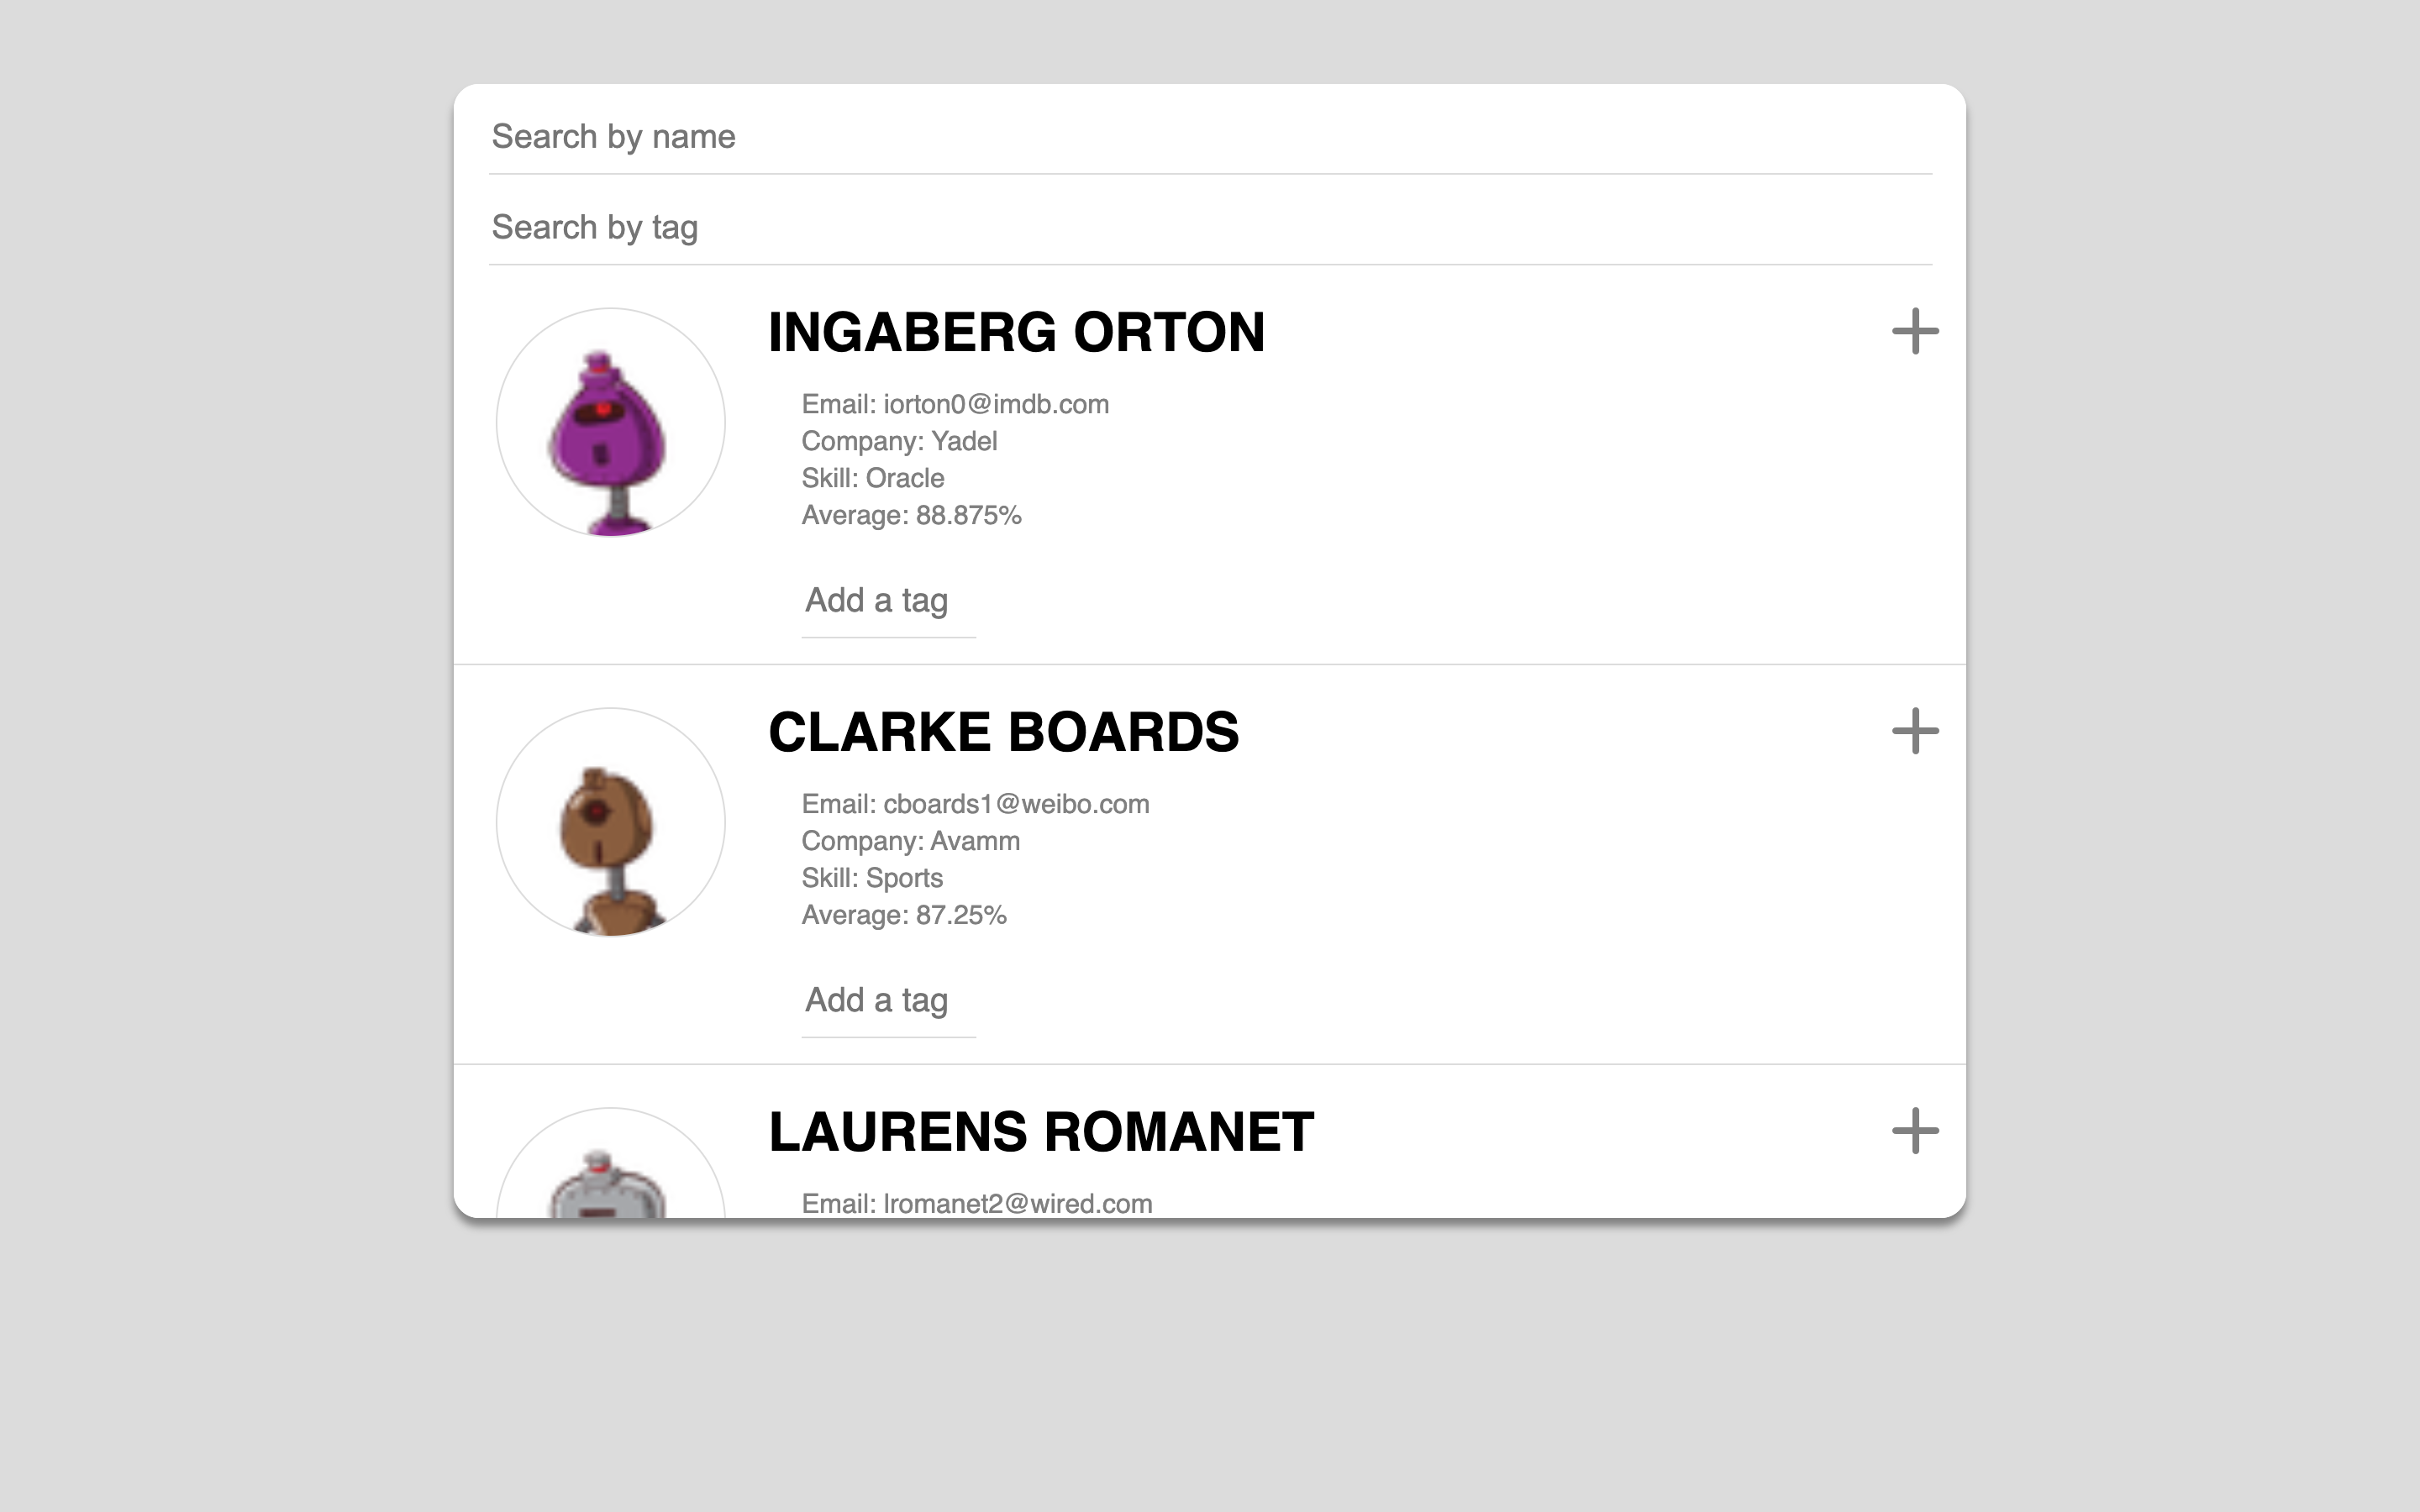 Search by name
Search by tag
INGABERG ORTON
Email: iorton0@imdb.com
Company: Yadel
Skill: Oracle
Average: 88.875%
Add a tag
CLARKE BOARDS
Email: cboards1@weibo.com
Company: Avamm
Skill: Sports
Average: 87.25%
Add a tag
LAURENS ROMANET
Email: lromanet2@wired.com